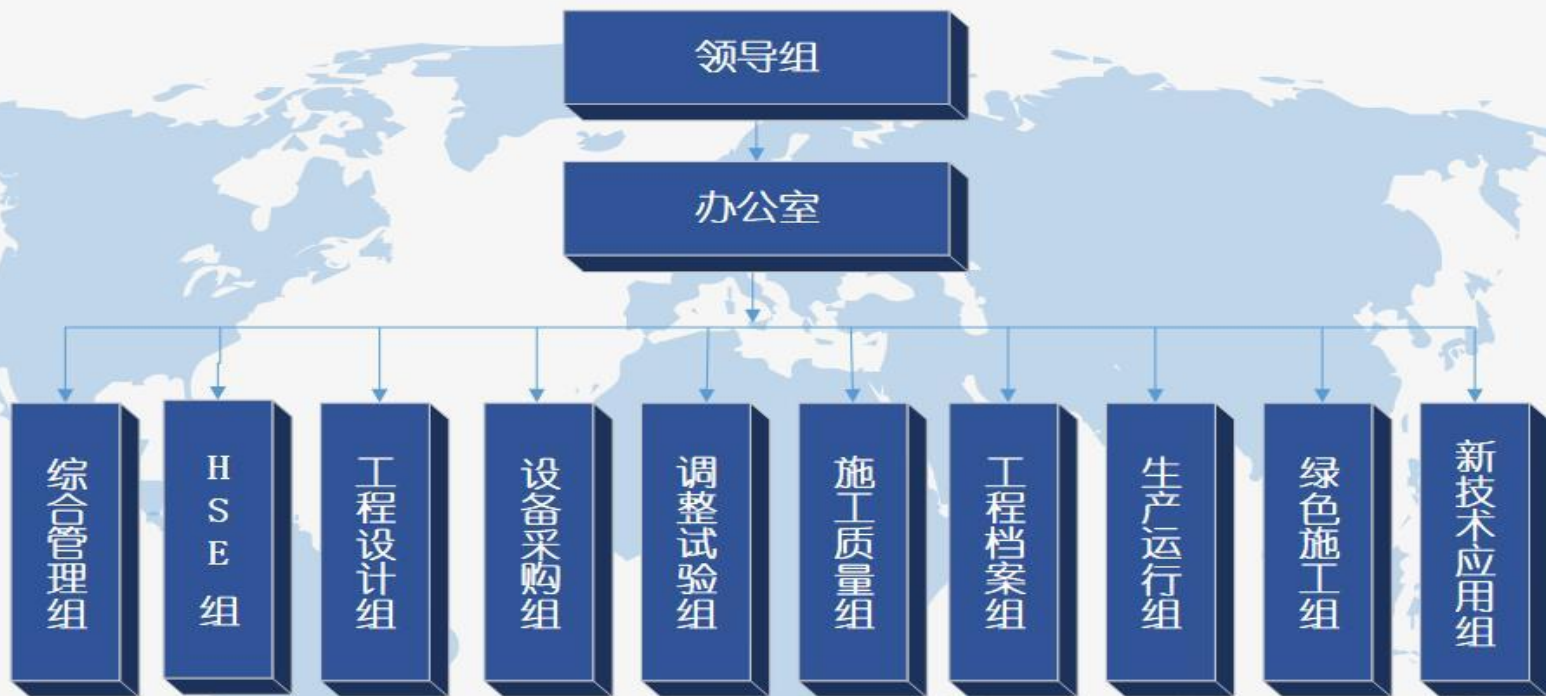 领导组
办公室
综合管理组
HSE组
工程设计组
设备采购组
调整试验组
施工质量组
工程档案组
生产运行组
绿色施工组
新技术应用组